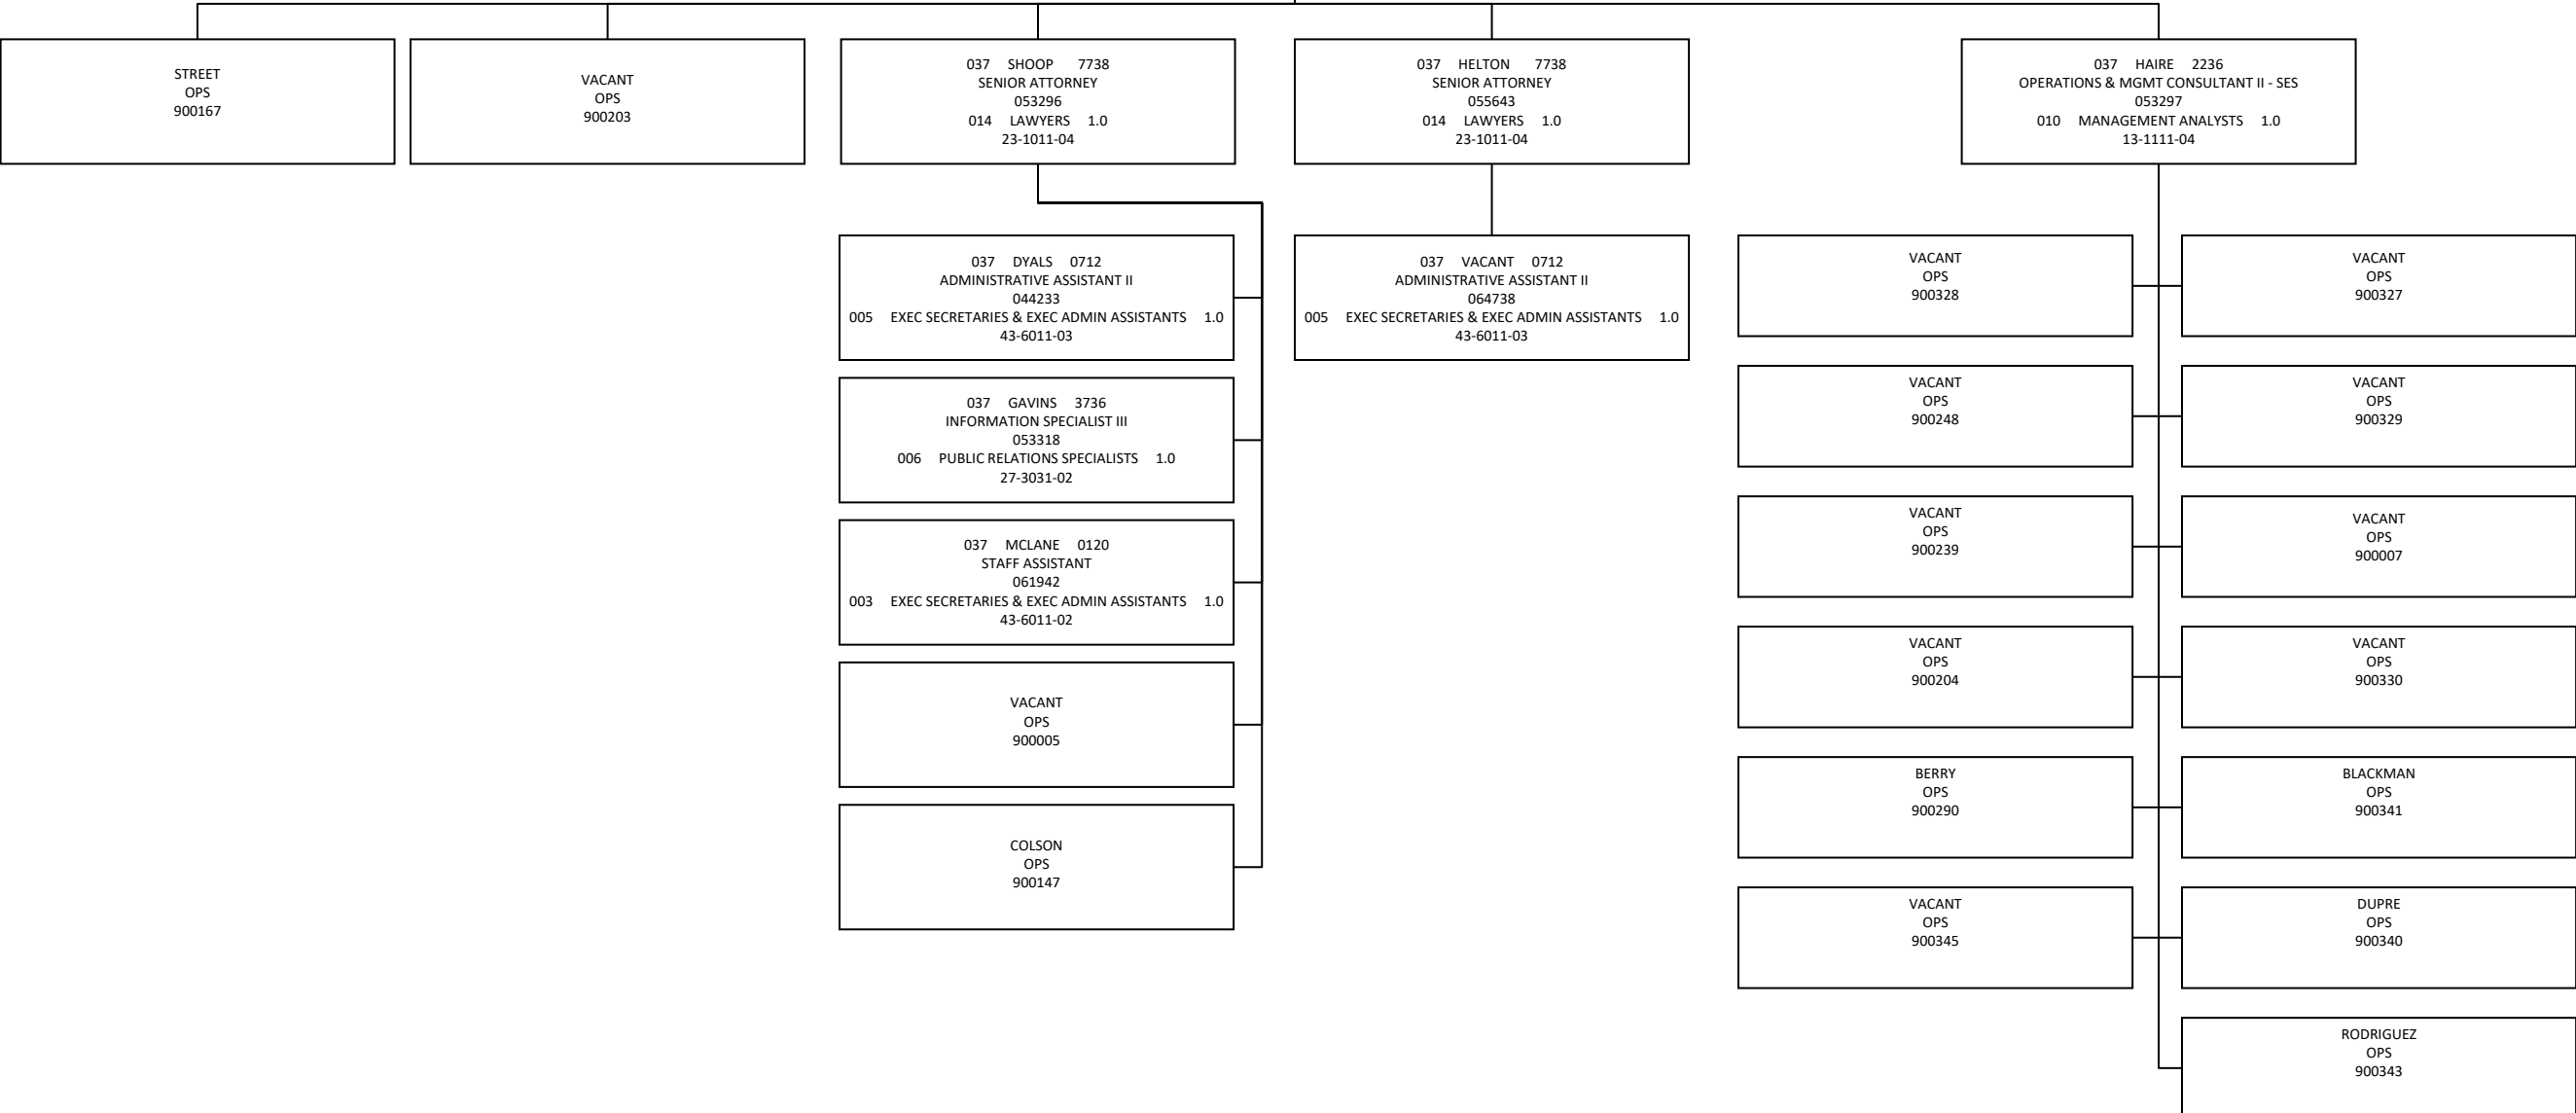 STREET
OPS
900167
VACANT
OPS
900203
037 SHOOP 7738
SENIOR ATTORNEY
053296
014 LAWYERS 1.0
23-1011-04
037 HELTON 7738
SENIOR ATTORNEY
055643
014 LAWYERS 1.0
23-1011-04
037 HAIRE 2236
OPERATIONS & MGMT CONSULTANT II - SES
053297
010 MANAGEMENT ANALYSTS 1.0
13-1111-04
037 DYALS 0712
ADMINISTRATIVE ASSISTANT II
044233
005 EXEC SECRETARIES & EXEC ADMIN ASSISTANTS 1.0
43-6011-03
037 GAVINS 3736
INFORMATION SPECIALIST III
053318
006 PUBLIC RELATIONS SPECIALISTS 1.0
27-3031-02
037 MCLANE 0120
STAFF ASSISTANT
061942
003 EXEC SECRETARIES & EXEC ADMIN ASSISTANTS 1.0
43-6011-02
VACANT
OPS
900005
COLSON
OPS
900147
037 VACANT 0712
ADMINISTRATIVE ASSISTANT II
064738
005 EXEC SECRETARIES & EXEC ADMIN ASSISTANTS 1.0
43-6011-03
VACANT
OPS
900328
VACANT
OPS
900327
VACANT
OPS
900248
VACANT
OPS
900329
VACANT
OPS
900239
VACANT
OPS
900007
VACANT
OPS
900204
VACANT
OPS
900330
BERRY
OPS
900290
BLACKMAN
OPS
900341
VACANT
OPS
900345
DUPRE
OPS
900340
RODRIGUEZ
OPS
900343